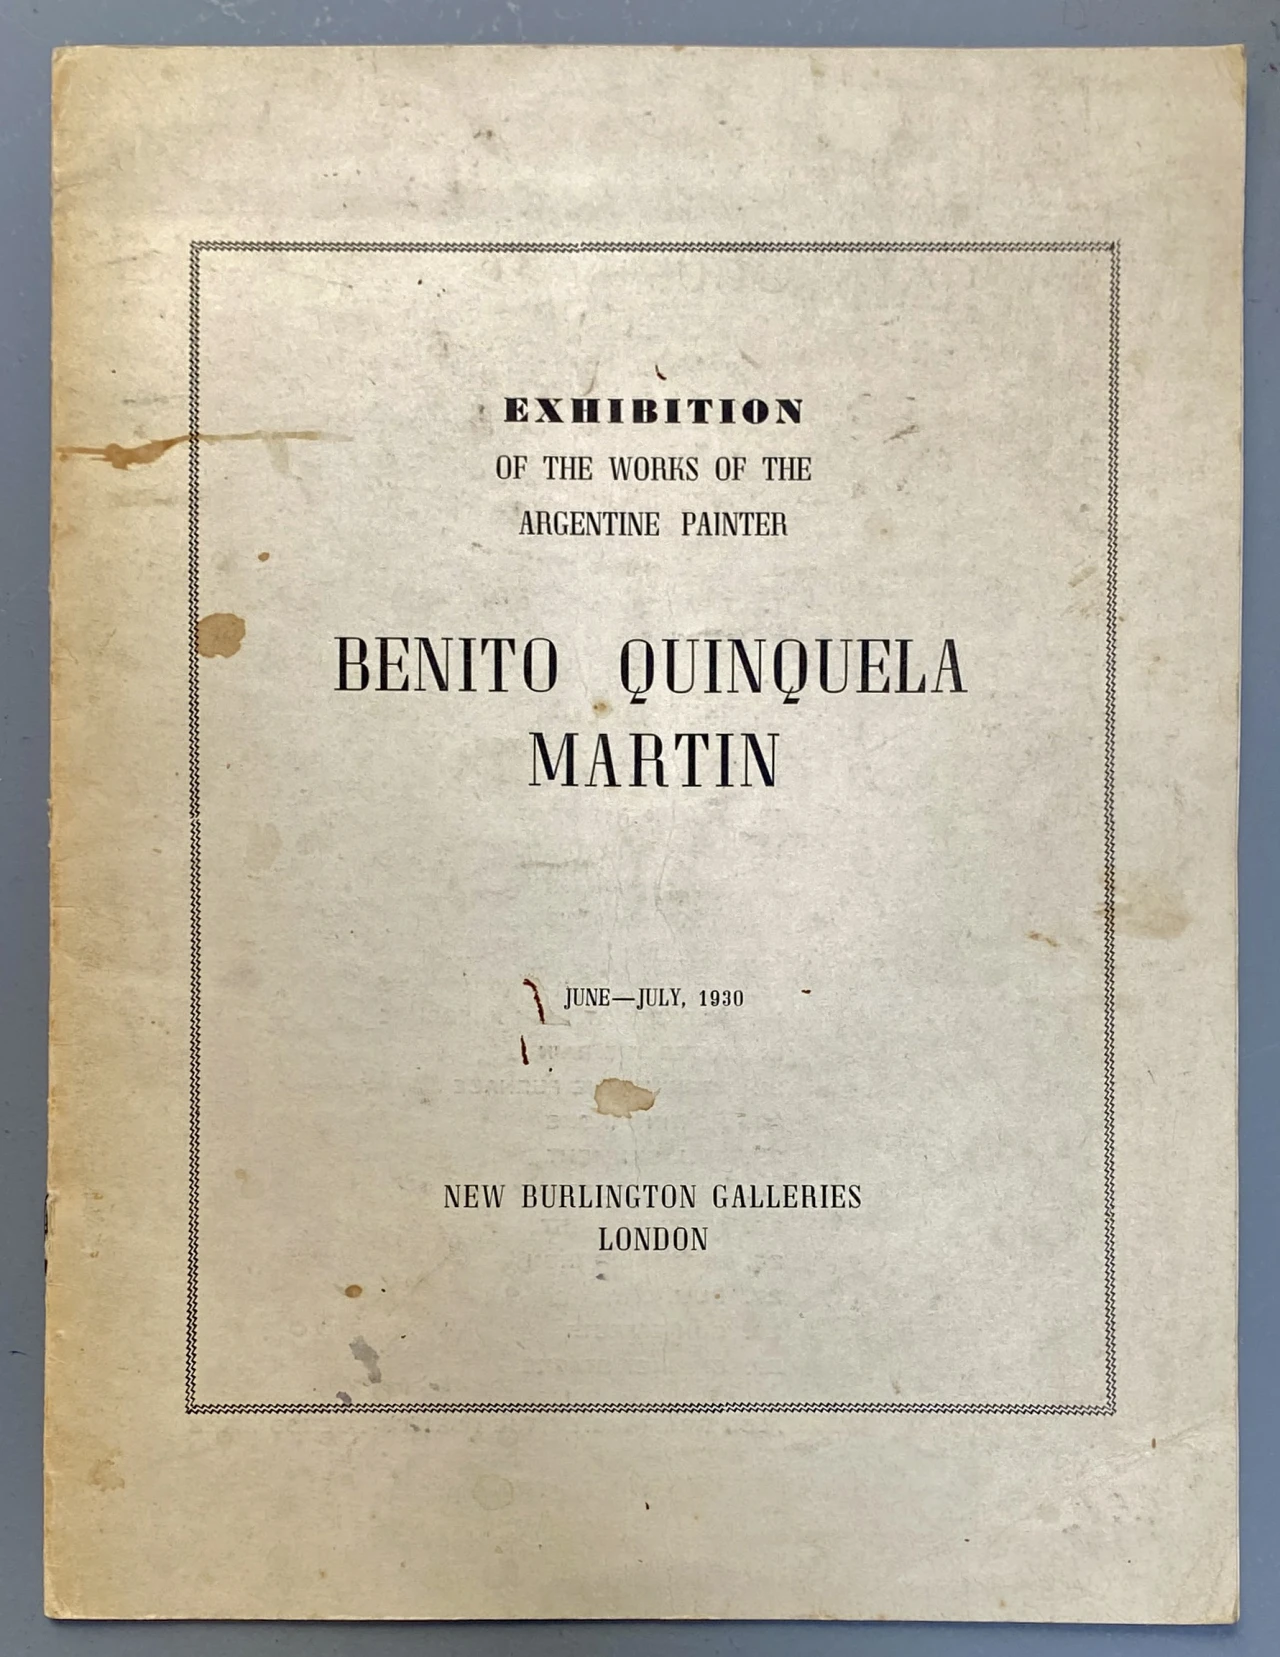 EXHIBITION
OF THE WORKS OF THE
ARGENTINE PAINTER
BENITO QUINQUELA
MARTIN
JUNE—JULY, 1930
NEW BURLINGTON GALLERIES
LONDON